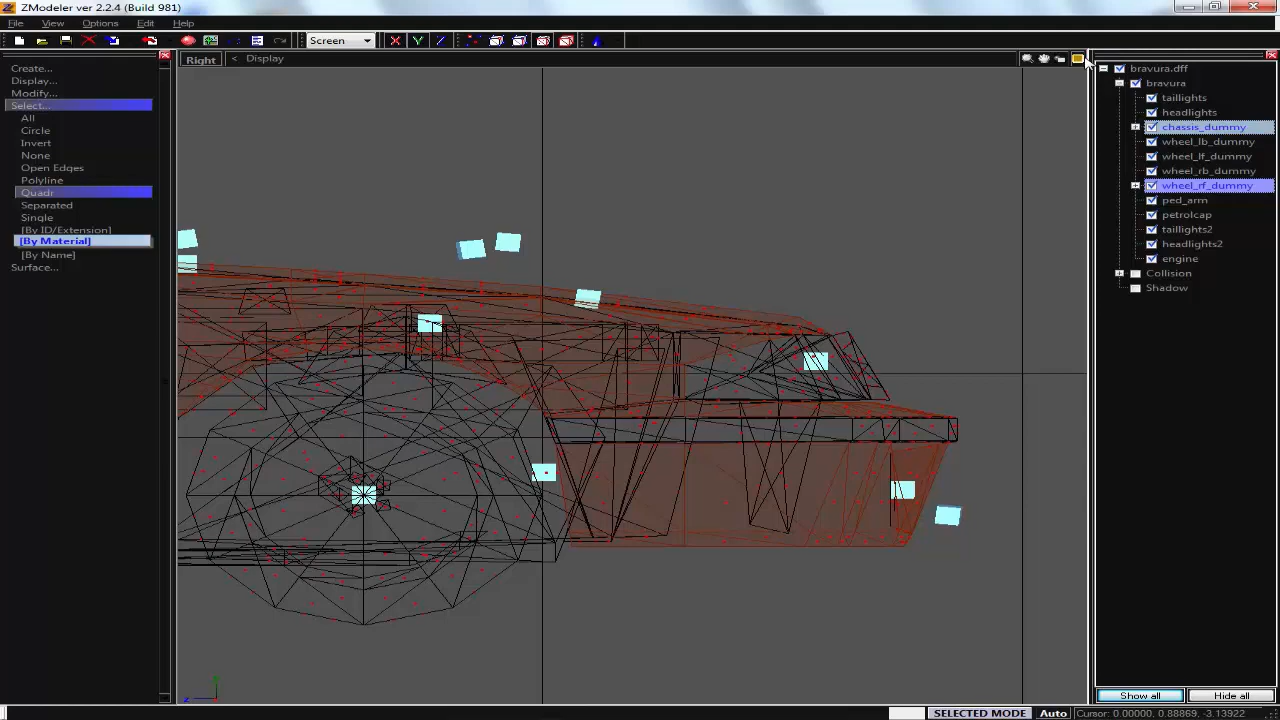 ZModeler ver 2.2.4 (Build 981)
File View Options Edit Help
Screen
Right < Display
Create...
Display...
Modify...
Select...
All
Circle
Invert
None
Open Edges
Polyline
Quadr
Separated
Single
[By ID/Extension]
[By Material]
[By Name]
Surface...
bravura.dff
bravura
taillights
headlights
chassis_dummy
wheel_lb_dummy
wheel_lf_dummy
wheel_rb_dummy
wheel_rf_dummy
ped_arm
petrolcap
taillights2
headlights2
engine
Collision
Shadow
Show all Hide all
SELECTED MODE Auto Cursor: 0.00000, 0.88869, -3.13922
X Y Z